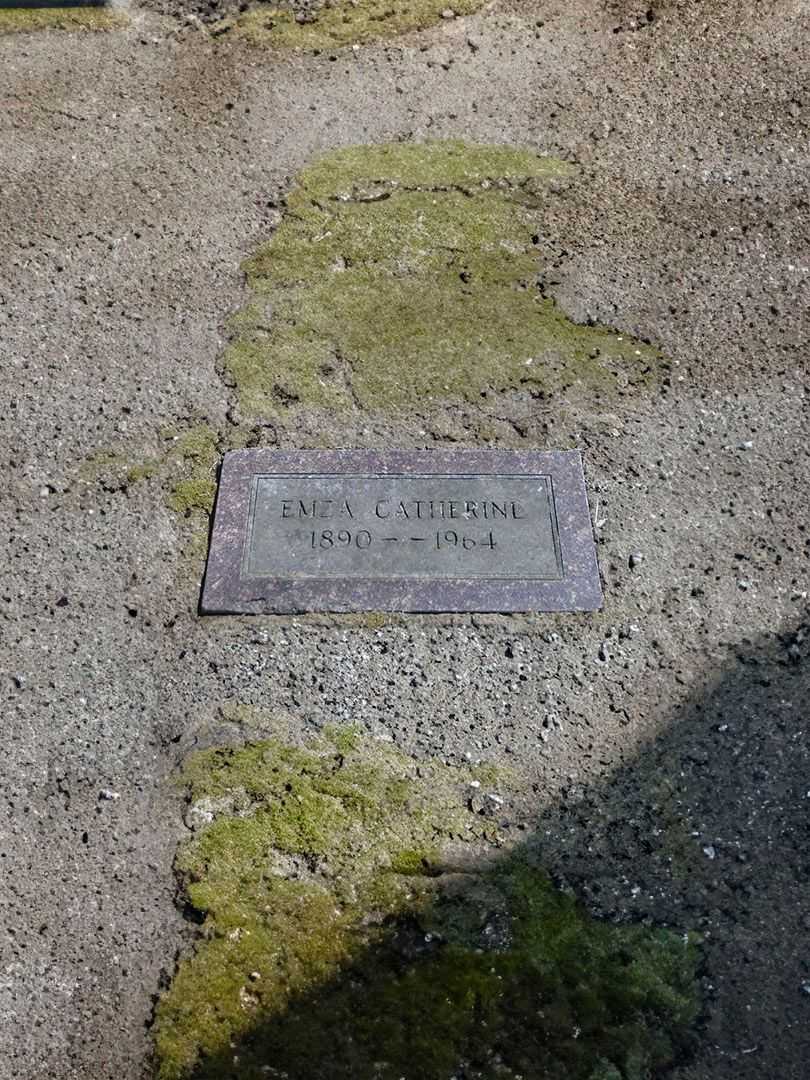 EMZA CATHERINE
1890 -- 1964